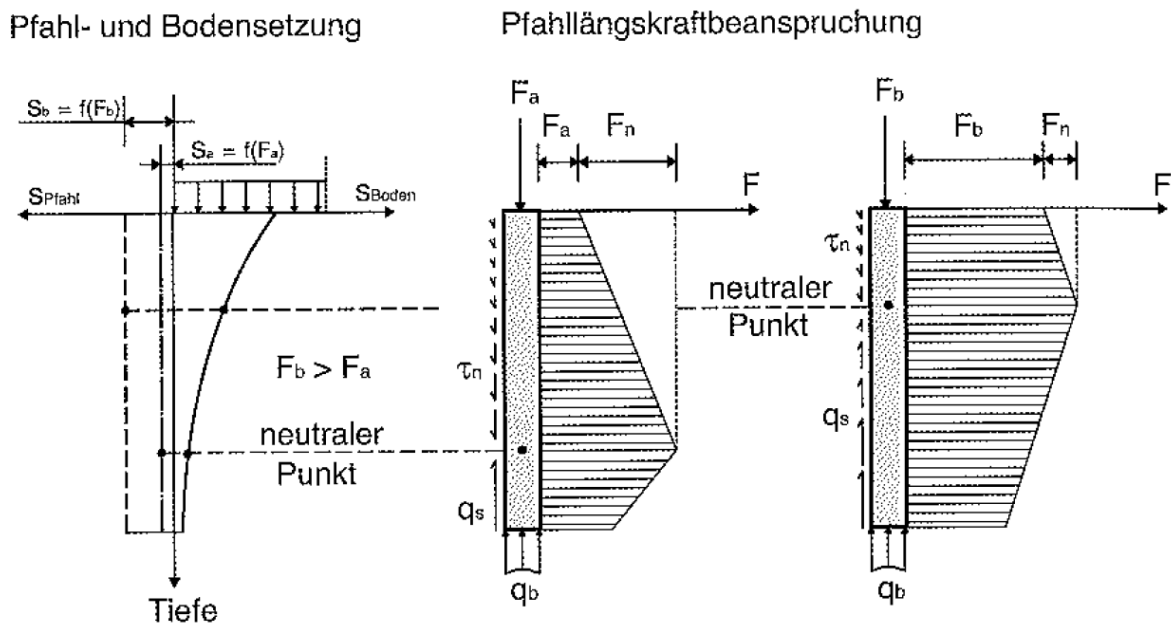 Pfahl- und Bodensetzung
Pfahllängskraftbeanspruchung
Sb = f(Fb)
Sa = f(Fa)
SPfahl
SBoden
Fb > Fa
neutraler
Punkt
Tiefe
Fa
Fa
Fn
F
τn
qs
qb
neutraler
Punkt
Fb
Fb
Fn
F
τn
qs
qb